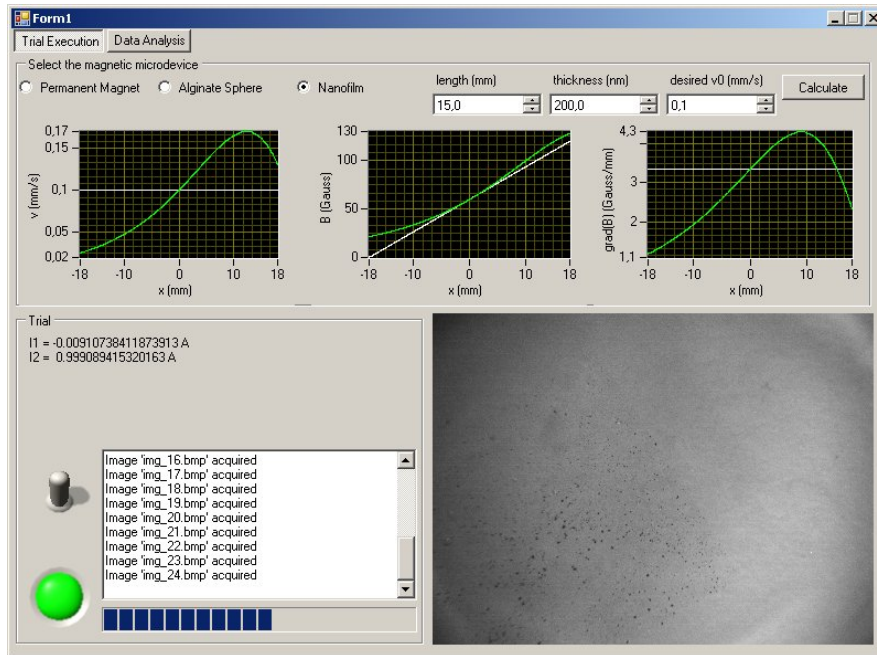 Form1
Trial Execution Data Analysis
Select the magnetic microdevice
Permanent Magnet Alginate Sphere Nanofilm
length (mm) thickness (nm) desired v0 (mm/s)
15,0 200,0 0,1 Calculate
0,17
0,15
0,1
0,05
0,02
v (mm/s)
-18 -10 0 10 18
x (mm)
130
100
50
0
B (Gauss)
-18 -10 0 10 18
x (mm)
4,3
3
2
1,1
grad(B) (Gauss/mm)
-18 -10 0 10 18
x (mm)
Trial
I1 = -0.00910738411873913 A
I2 = 0.999089415320163 A
Image 'img_16.bmp' acquired
Image 'img_17.bmp' acquired
Image 'img_18.bmp' acquired
Image 'img_19.bmp' acquired
Image 'img_20.bmp' acquired
Image 'img_21.bmp' acquired
Image 'img_22.bmp' acquired
Image 'img_23.bmp' acquired
Image 'img_24.bmp' acquired